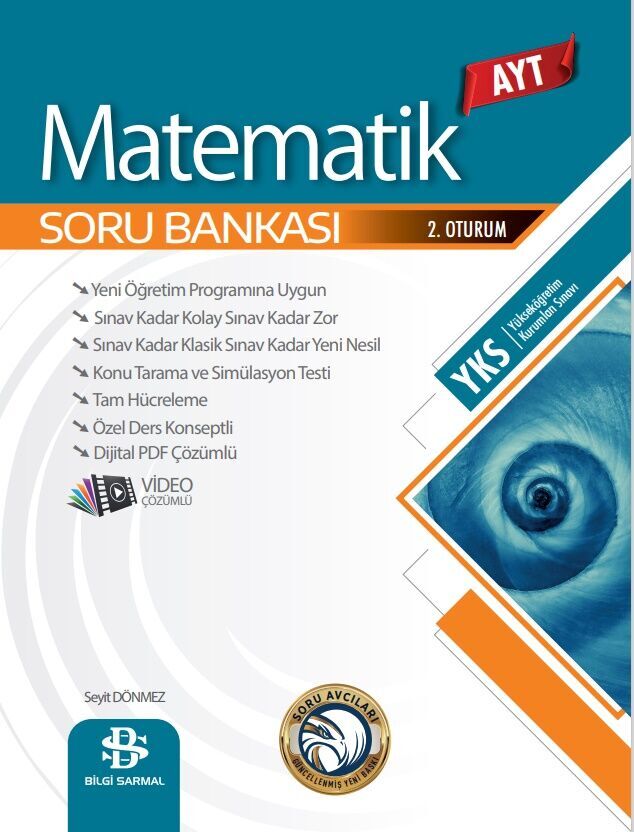 AYT
Matematik
SORU BANKASI
2. OTURUM
Yeni Öğretim Programına Uygun
Sınav Kadar Kolay Sınav Kadar Zor
Sınav Kadar Klasik Sınav Kadar Yeni Nesil
Konu Tarama ve Simülasyon Testi
Tam Hücreleme
Özel Ders Konseptli
Dijital PDF Çözümlü
VİDEO
ÇÖZÜMLÜ
YKS
Yükseköğretim
Kurumları Sınavı
Seyit DÖNMEZ
BİLGİ SARMAL
SORU AVCILARI
GÜNCELLENMİŞ YENİ BASKI